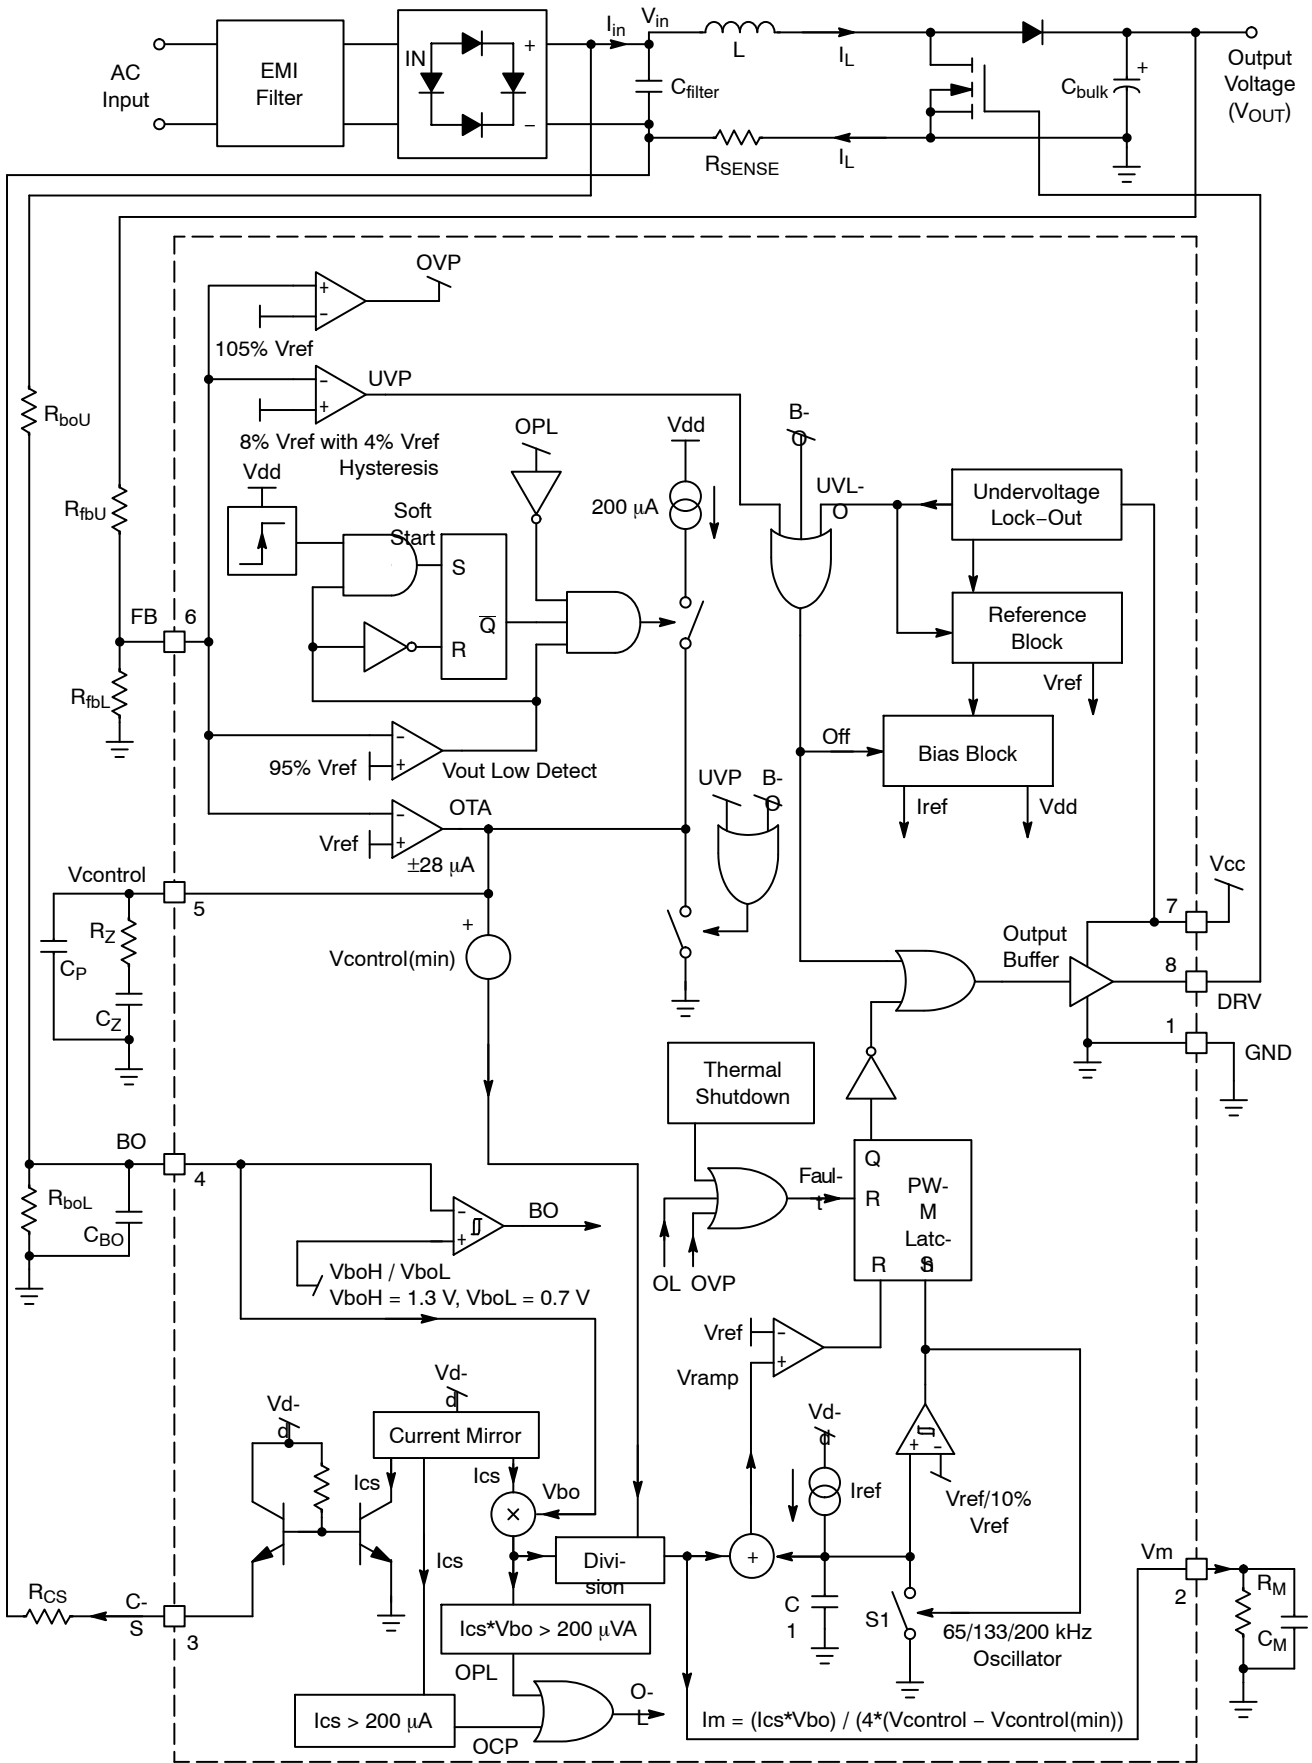 AC
Input
EMI
Filter
IN
+
−
Iin
Vin
Cfilter
L
IL
RSENSE
IL
Cbulk
+
Output
Voltage
(VOUT)
RboU
RfbU
RfbL
FB
6
+
−
OVP
105% Vref
−
+
UVP
8% Vref with 4% Vref
Hysteresis
Vdd
Soft
Start
OPL
S
R
Q
Vdd
200 μA
B-
O
UVL-
O
Undervoltage
Lock−Out
Reference
Block
Vref
Off
Bias Block
Iref
Vdd
−
+
95% Vref
Vout Low Detect
−
+
OTA
Vref
±28 μA
UVP
B-
O
Vcontrol
5
RZ
CP
CZ
+
Vcontrol(min)
Output
Buffer
Vcc
7
8
DRV
1
GND
Thermal
Shutdown
OL
OVP
Faul-
t
Q
R
PW-
M
Latc-
h
R
S
BO
4
RboL
CBO
−
+
BO
VboH / VboL
VboH = 1.3 V, VboL = 0.7 V
Vref
−
+
Vramp
Vd-
d
Vd-
d
Current Mirror
Ics
Ics
Vbo
×
Ics
Divi-
sion
+
Vd-
d
Iref
C
1
+
−
Vref/10%
Vref
S1
65/133/200 kHz
Oscillator
Vm
2
RM
CM
RCS
C-
S
3
Ics*Vbo > 200 μVA
OPL
Ics > 200 μA
OCP
O-
L
Im = (Ics*Vbo) / (4*(Vcontrol − Vcontrol(min))